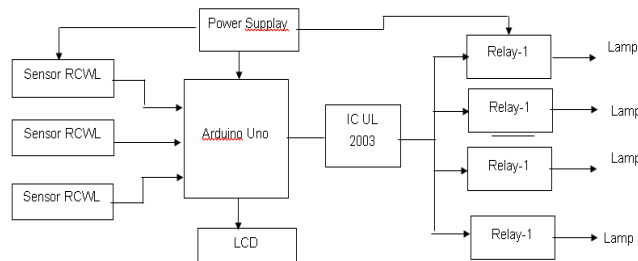 Power Supplay
Sensor RCWL
Relay-1
Lamp
Sensor RCWL
Arduino Uno
IC UL
2003
Relay-1
Lamp
Sensor RCWL
Relay-1
Lamp
LCD
Relay-1
Lamp